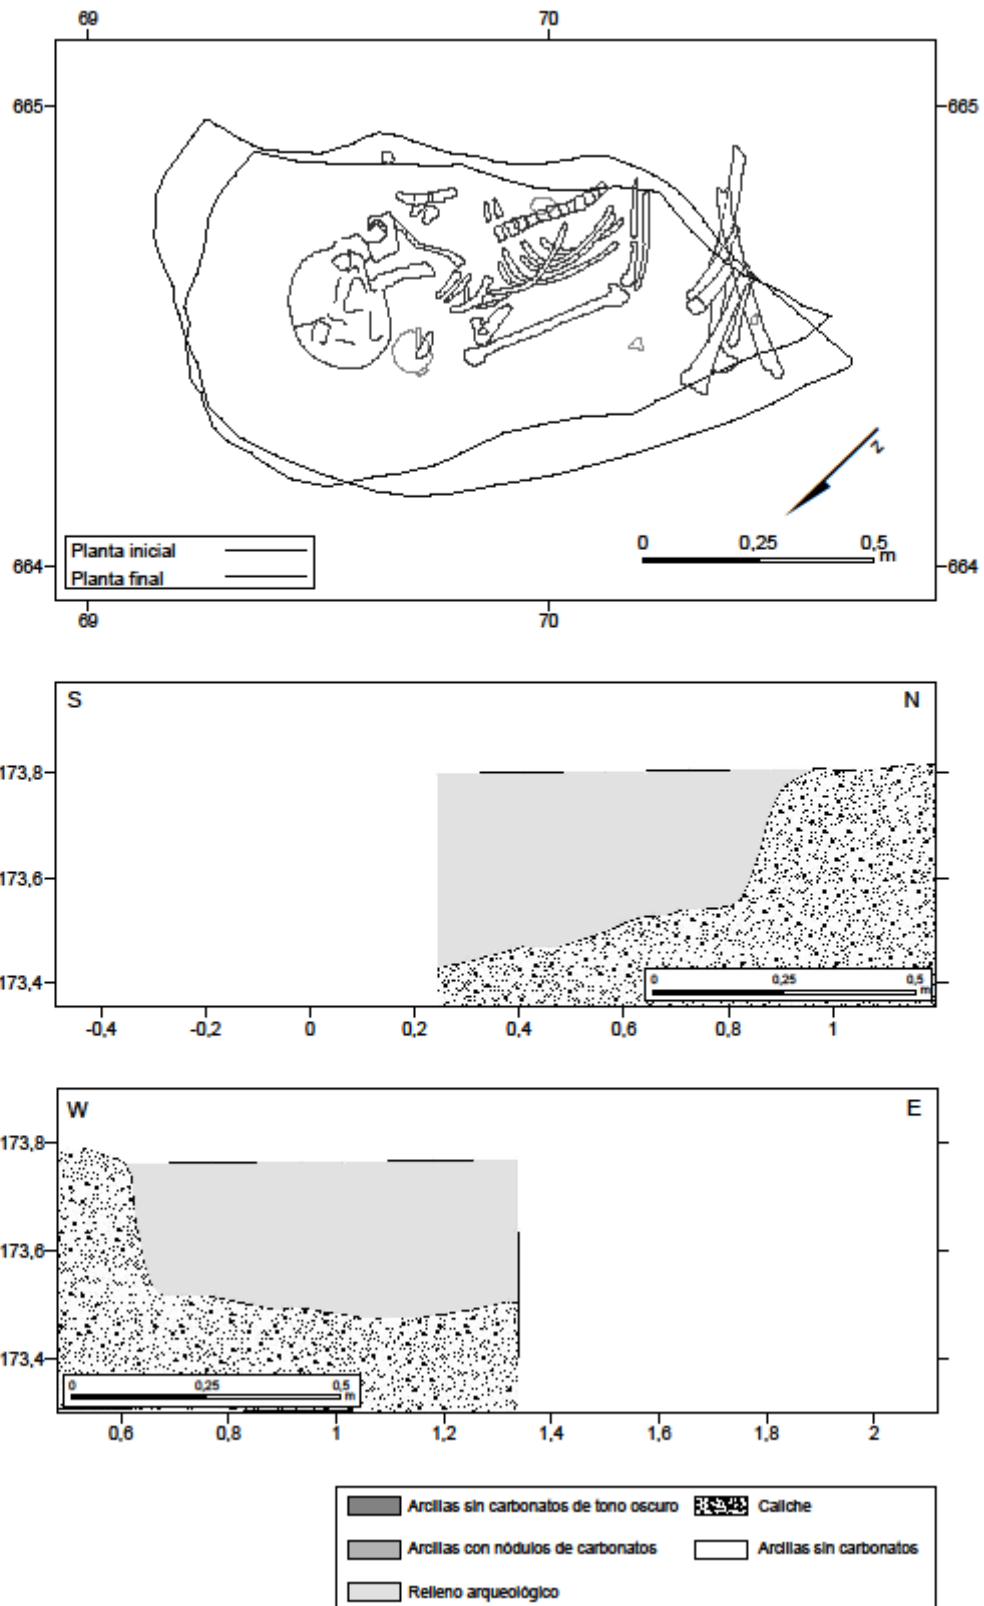 69 70
665 665
Z
Planta inicial
Planta final
0 0,25 0,5
m
664 664
69 70
S N
173,8
173,6
173,4
0 0,25 0,5
m
-0,4 -0,2 0 0,2 0,4 0,6 0,8 1
W E
173,8
173,6
173,4
0 0,25 0,5
m
0,6 0,8 1 1,2 1,4 1,6 1,8 2
Arcillas sin carbonatos de tono oscuro Caliche
Arcillas con nódulos de carbonatos Arcillas sin carbonatos
Relleno arqueológico